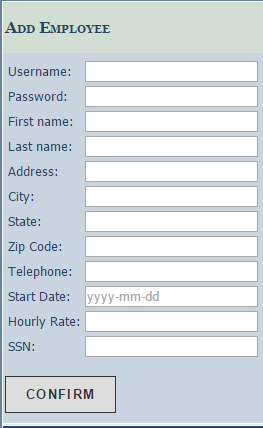 Add Employee
Username:
Password:
First name:
Last name:
Address:
City:
State:
Zip Code:
Telephone:
Start Date: yyyy-mm-dd
Hourly Rate:
SSN:
CONFIRM